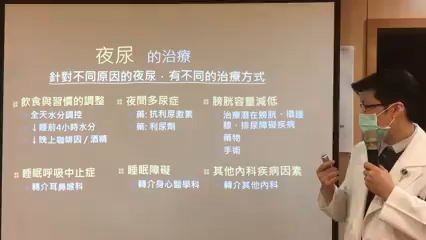 夜尿 的治療
針對不同原因的夜尿，有不同的治療方式
飲食與習慣的調整
全天水分調控
↓睡前4小時水分
↓晚上咖啡因/酒精
夜間多尿症
藥: 抗利尿激素
藥: 利尿劑
膀胱容量減低
治療潛在膀胱、攝護
腺、排尿障礙疾病
藥物
手術
睡眠呼吸中止症
轉介耳鼻喉科
睡眠障礙
轉介身心醫學科
其他內科疾病因素
轉介其他內科